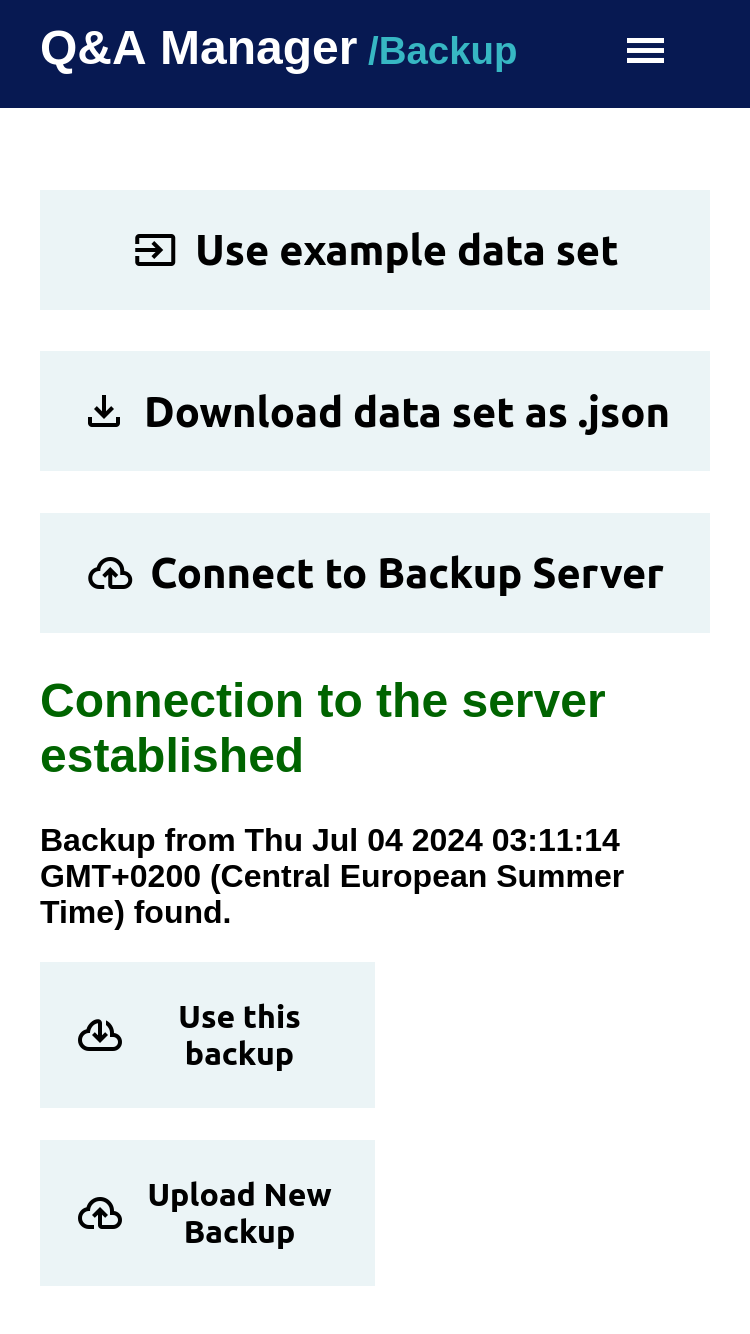 Q&A Manager /Backup
Use example data set
Download data set as .json
Connect to Backup Server
Connection to the server
established
Backup from Thu Jul 04 2024 03:11:14
GMT+0200 (Central European Summer
Time) found.
Use this
backup
Upload New
Backup